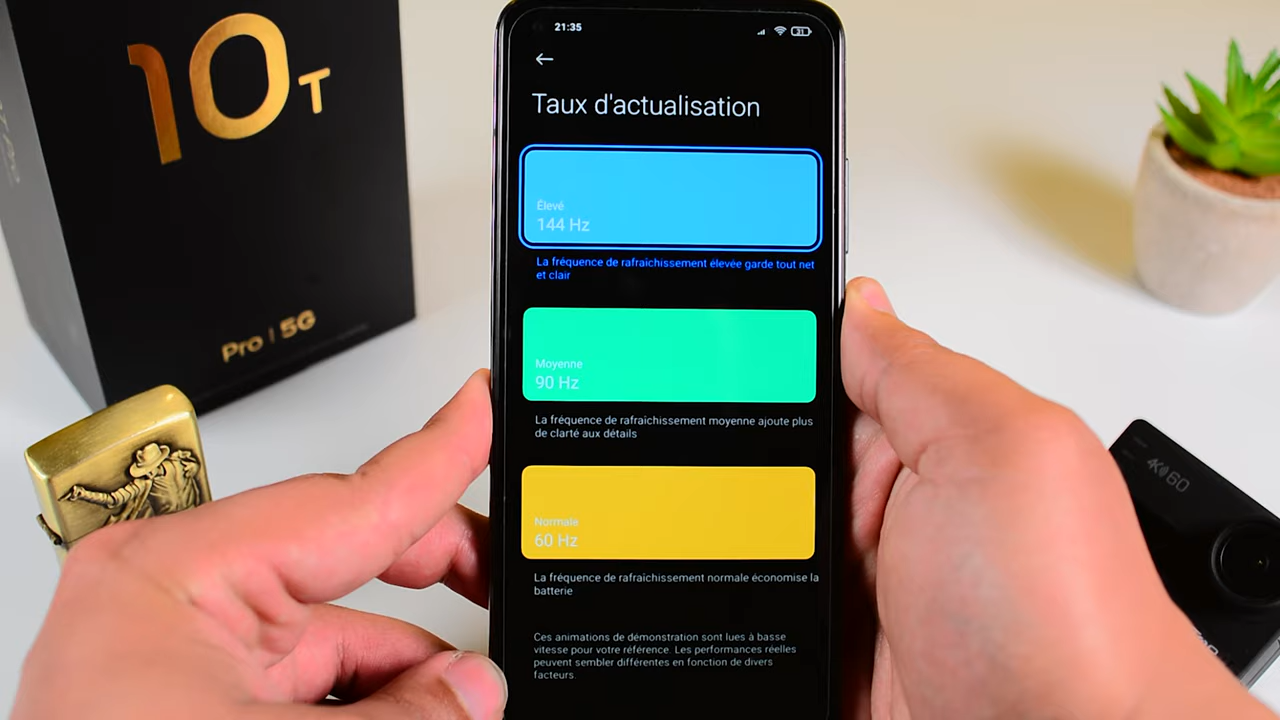 10T
Pro | 5G
21:35
31
Taux d'actualisation
Élevé
144 Hz
La fréquence de rafraîchissement élevée garde tout net
et clair
Moyenne
90 Hz
La fréquence de rafraîchissement moyenne ajoute plus
de clarté aux détails
Normale
60 Hz
La fréquence de rafraîchissement normale économise la
batterie
Ces animations de démonstration sont lues à basse
vitesse pour votre référence. Les performances réelles
peuvent sembler différentes en fonction de divers
facteurs.
4K 60